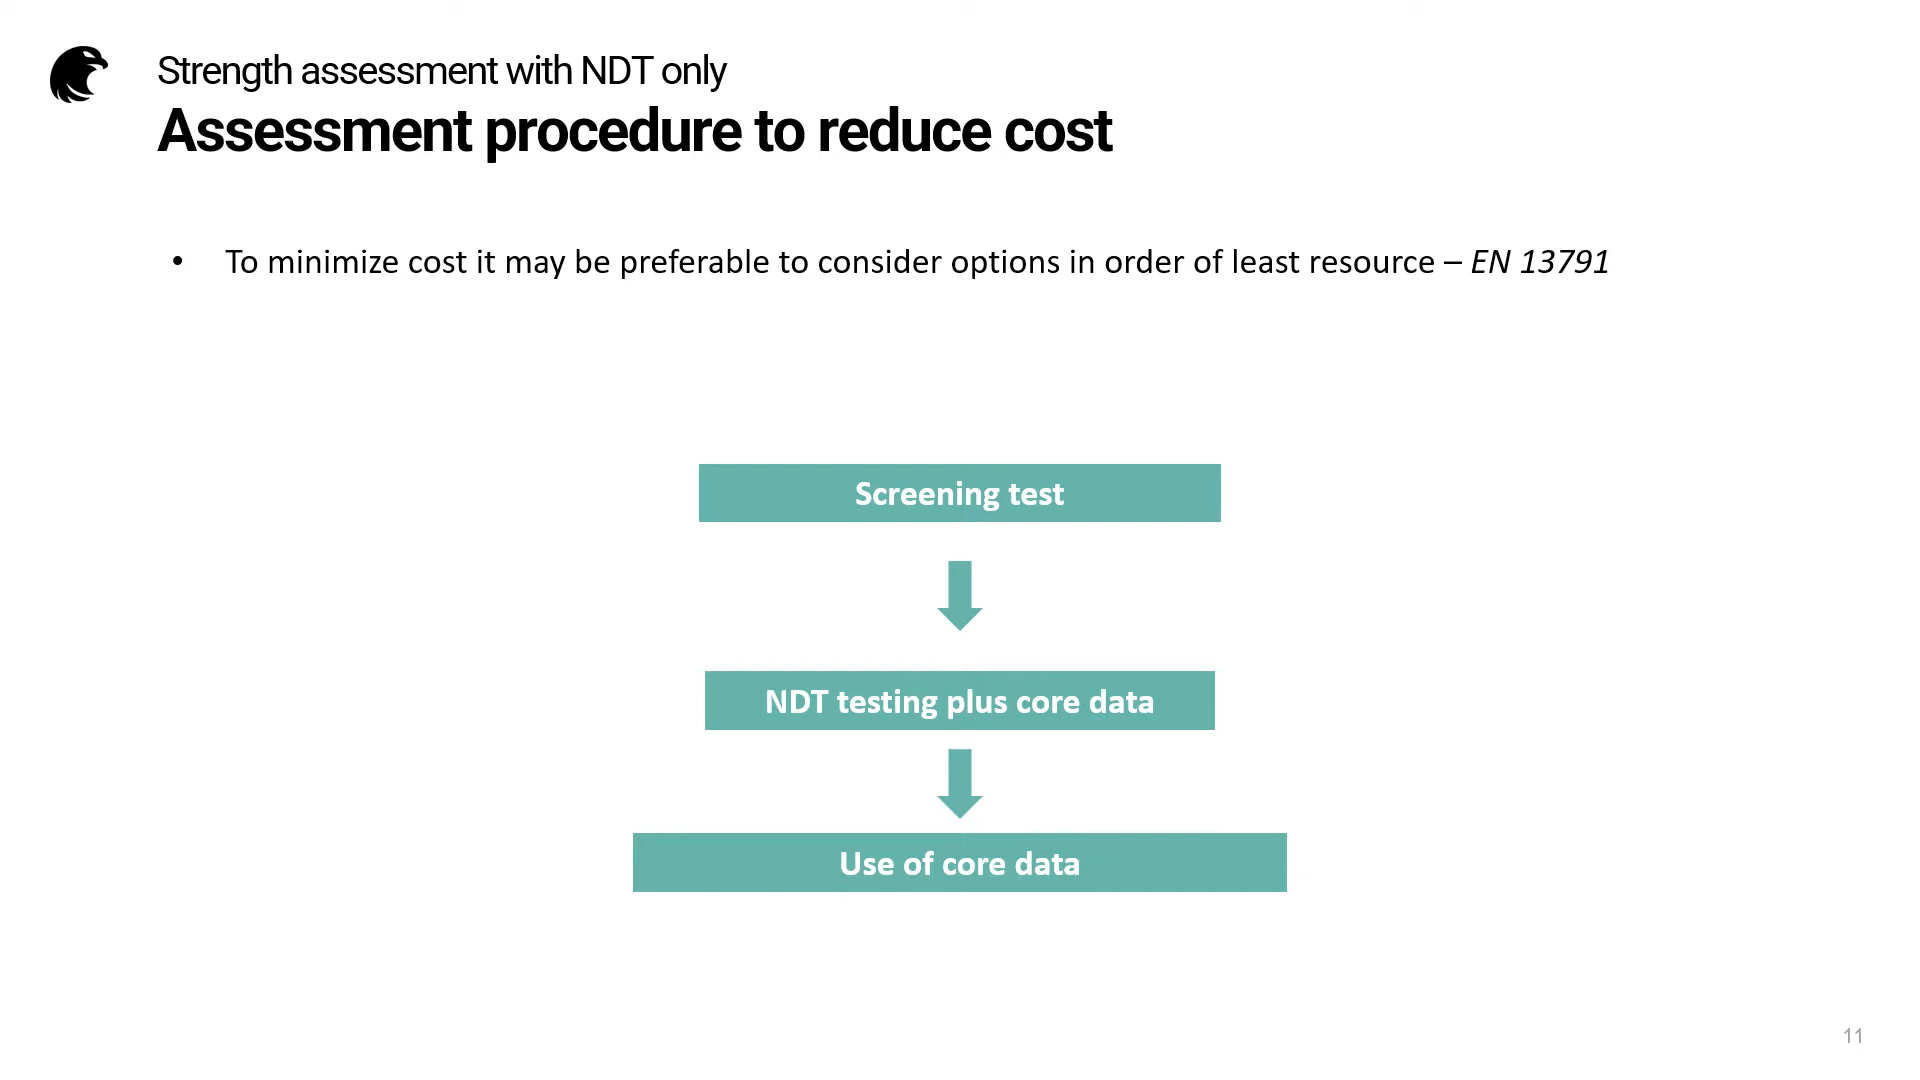 Strength assessment with NDT only
Assessment procedure to reduce cost
• To minimize cost it may be preferable to consider options in order of least resource – EN 13791
Screening test
NDT testing plus core data
Use of core data
11